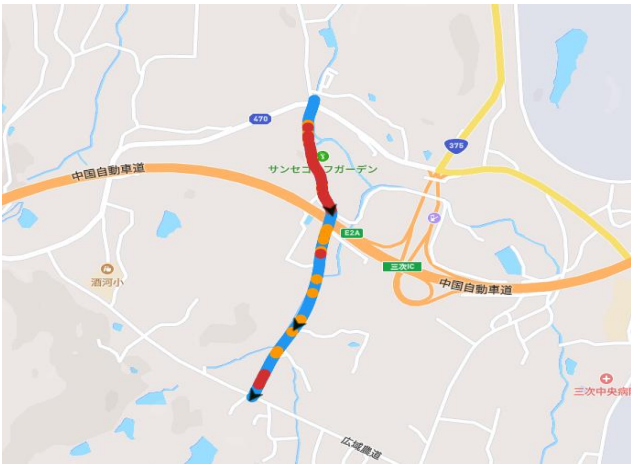 470
375
サンセコ
フガーデン
中国自動車道
E2A
三次IC
酒河小
中国自動車道
三次中央病
広域農道